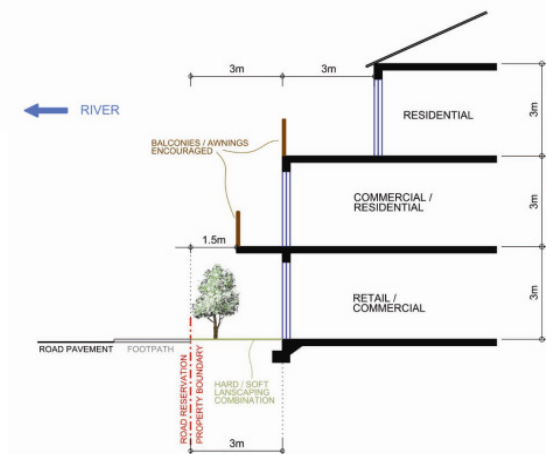 3m
3m
RIVER
RESIDENTIAL
3m
BALCONIES / AWNINGS
ENCOURAGED
COMMERCIAL /
RESIDENTIAL
3m
1.5m
RETAIL /
COMMERCIAL
3m
ROAD PAVEMENT
FOOTPATH
ROAD RESERVATION
PROPERTY BOUNDARY
HARD / SOFT
LANSCAPING
COMBINATION
3m